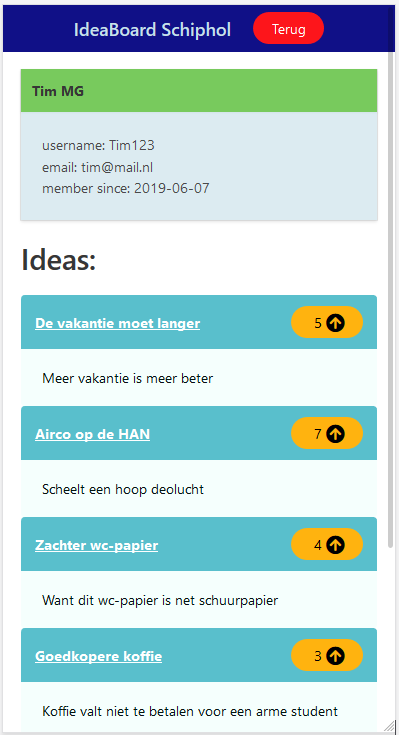 IdeaBoard Schiphol Terug
Tim MG
username: Tim123
email: tim@mail.nl
member since: 2019-06-07
Ideas:
De vakantie moet langer 5
Meer vakantie is meer beter
Airco op de HAN 7
Scheelt een hoop deolucht
Zachter wc-papier 4
Want dit wc-papier is net schuurpapier
Goedkopere koffie 3
Koffie valt niet te betalen voor een arme student